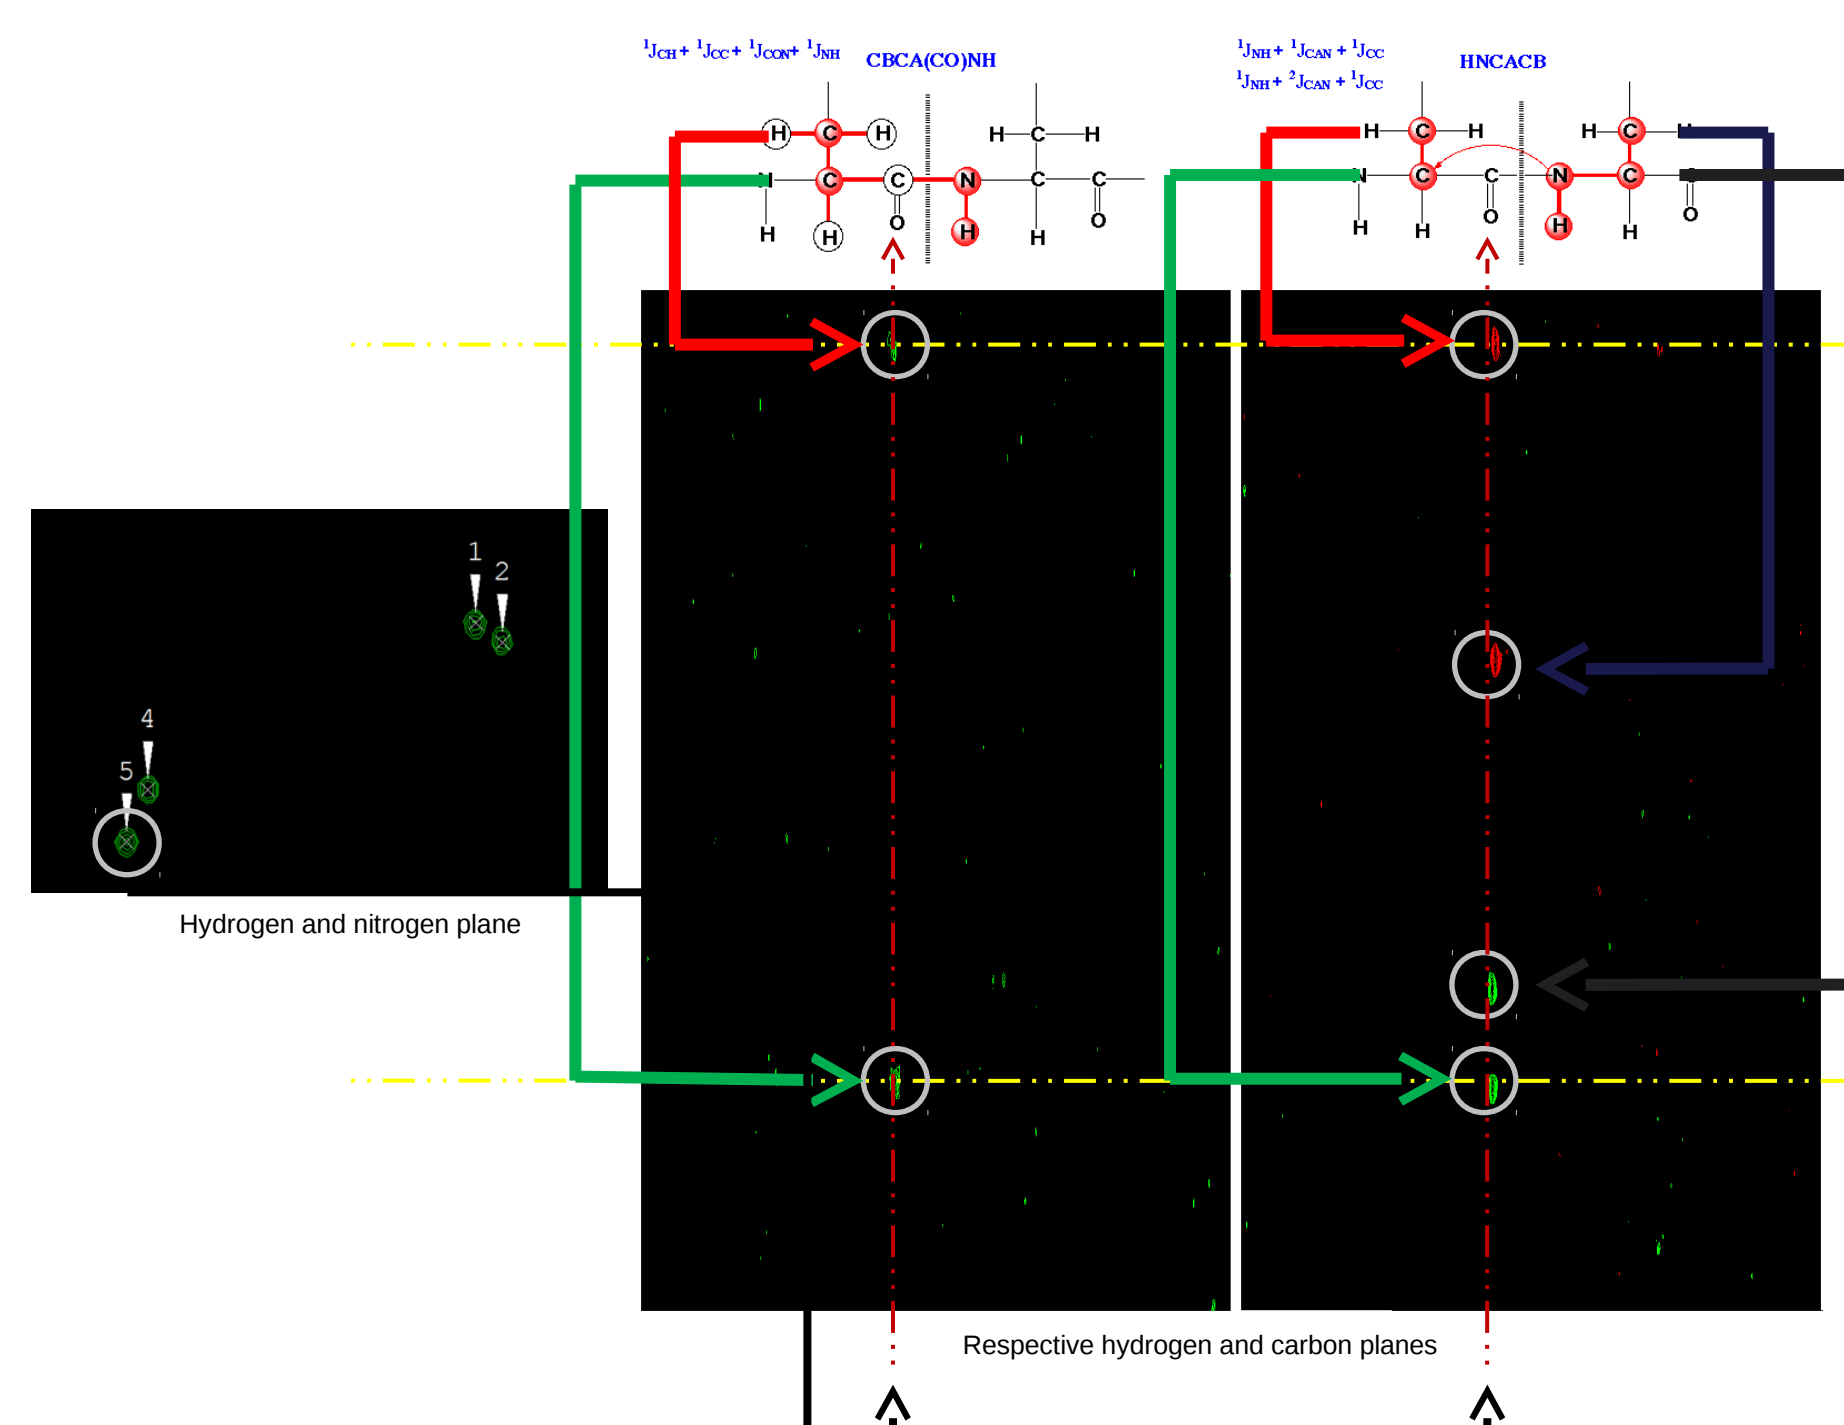 ¹J_CH + ¹J_CC + ¹J_CON + ¹J_NH CBCA(CO)NH
¹J_NH + ¹J_CAN + ¹J_CC HNCACB
¹J_NH + ²J_CAN + ¹J_CC
H C H H C H
H C H H C H
N C C N C C
N C C N C C
H H O H H O
H H O H H O
1
2
4
5
Hydrogen and nitrogen plane
Respective hydrogen and carbon planes